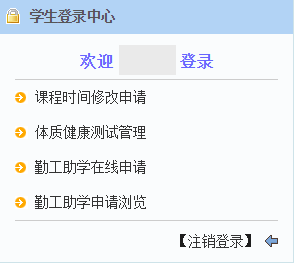 学生登录中心
欢迎 登录
课程时间修改申请
体质健康测试管理
勤工助学在线申请
勤工助学申请浏览
【注销登录】